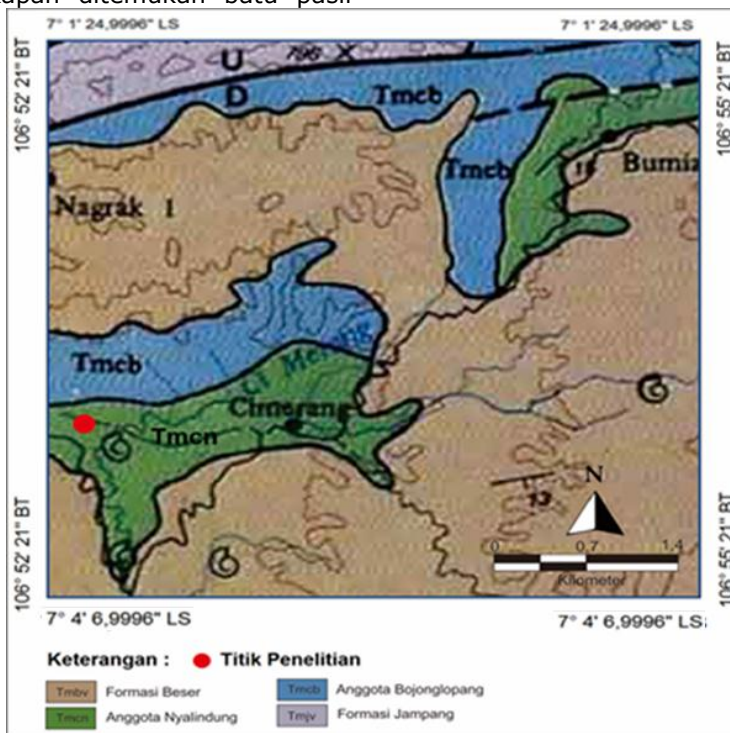 kapan ditemukan batu pasir
7° 1' 24,9996" LS
7° 1' 24,9996" LS
106° 52' 21" BT
106° 55' 21" BT
796
U
D
Tmcb
Tmcb
Nagrak 1
Tmcb
Ci Merang
Cimerang
Tmcn
13
N
0 0.7 1.4
Kilometer
106° 52' 21" BT
106° 55' 21" BT
7° 4' 6,9996" LS
7° 4' 6,9996" LS
Keterangan :
Titik Penelitian
Tmbv Formasi Beser
Tmcb Anggota Bojonglopang
Tmcn Anggota Nyalindung
Tmjv Formasi Jampang